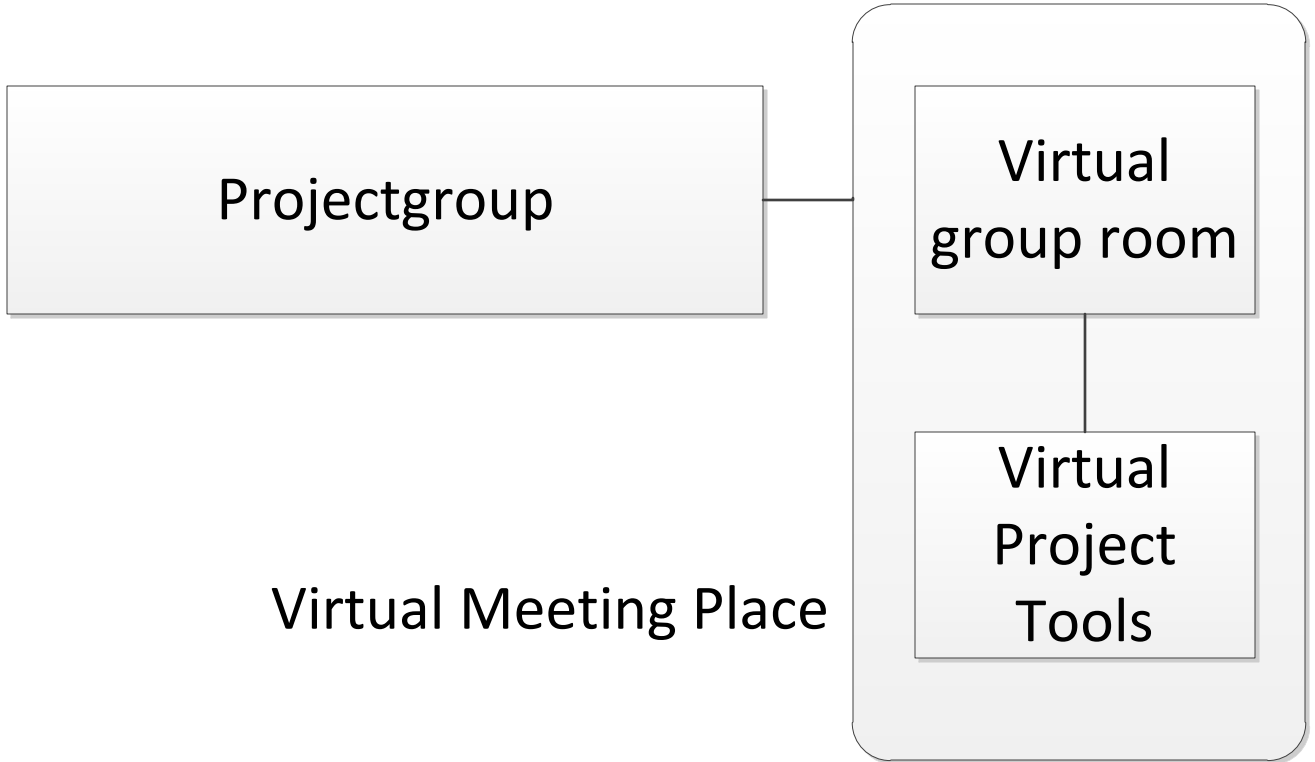 Projectgroup
Virtual
group room
Virtual
Project
Tools
Virtual Meeting Place